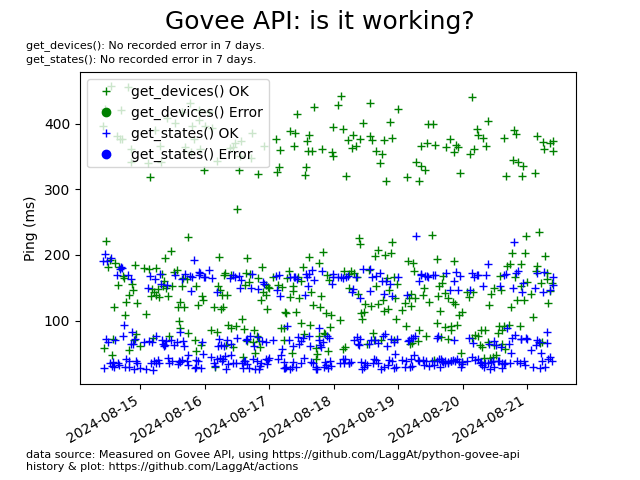 Govee API: is it working?
get_devices(): No recorded error in 7 days.
get_states(): No recorded error in 7 days.
get_devices() OK
get_devices() Error
get_states() OK
get_states() Error
400
300
200
100
Ping (ms)
2024-08-15
2024-08-16
2024-08-17
2024-08-18
2024-08-19
2024-08-20
2024-08-21
data source: Measured on Govee API, using https://github.com/LaggAt/python-govee-api
history & plot: https://github.com/LaggAt/actions